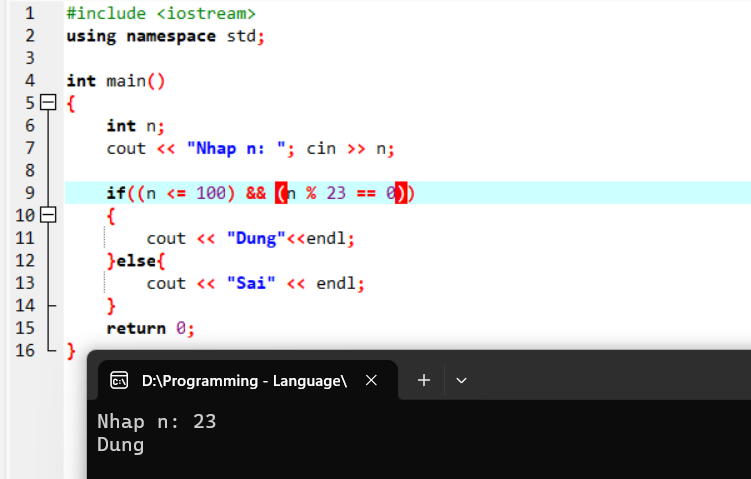 1 #include <iostream>
2 using namespace std;
3
4 int main()
5 {
6 int n;
7 cout << "Nhap n: "; cin >> n;
8
9 if((n <= 100) && (n % 23 == 0))
10 {
11 cout << "Dung"<<endl;
12 }else{
13 cout << "Sai" << endl;
14 }
15 return 0;
16 }
D:\Programming - Language\
Nhap n: 23
Dung